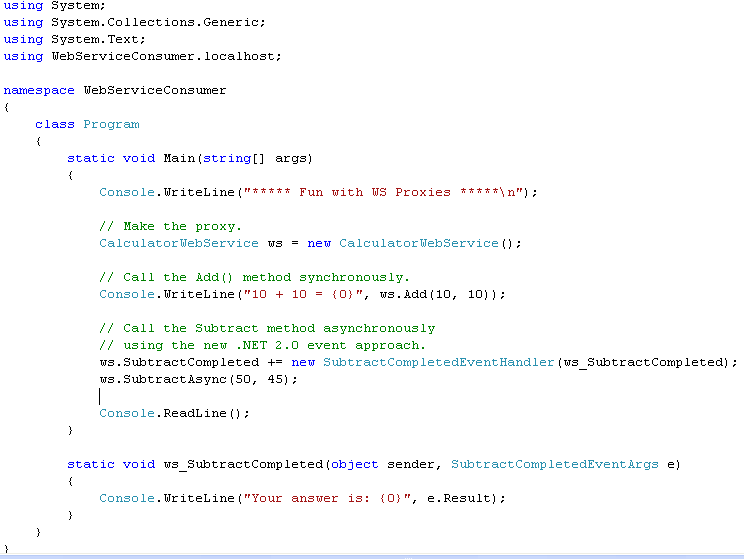 using System;
using System.Collections.Generic;
using System.Text;
using WebServiceConsumer.localhost;

namespace WebServiceConsumer
{
    class Program
    {
        static void Main(string[] args)
        {
            Console.WriteLine("***** Fun with WS Proxies *****\n");

            // Make the proxy.
            CalculatorWebService ws = new CalculatorWebService();

            // Call the Add() method synchronously.
            Console.WriteLine("10 + 10 = {0}", ws.Add(10, 10));

            // Call the Subtract method asynchronously
            // using the new .NET 2.0 event approach.
            ws.SubtractCompleted += new SubtractCompletedEventHandler(ws_SubtractCompleted);
            ws.SubtractAsync(50, 45);

            Console.ReadLine();
        }

        static void ws_SubtractCompleted(object sender, SubtractCompletedEventArgs e)
        {
            Console.WriteLine("Your answer is: {0}", e.Result);
        }
    }
}